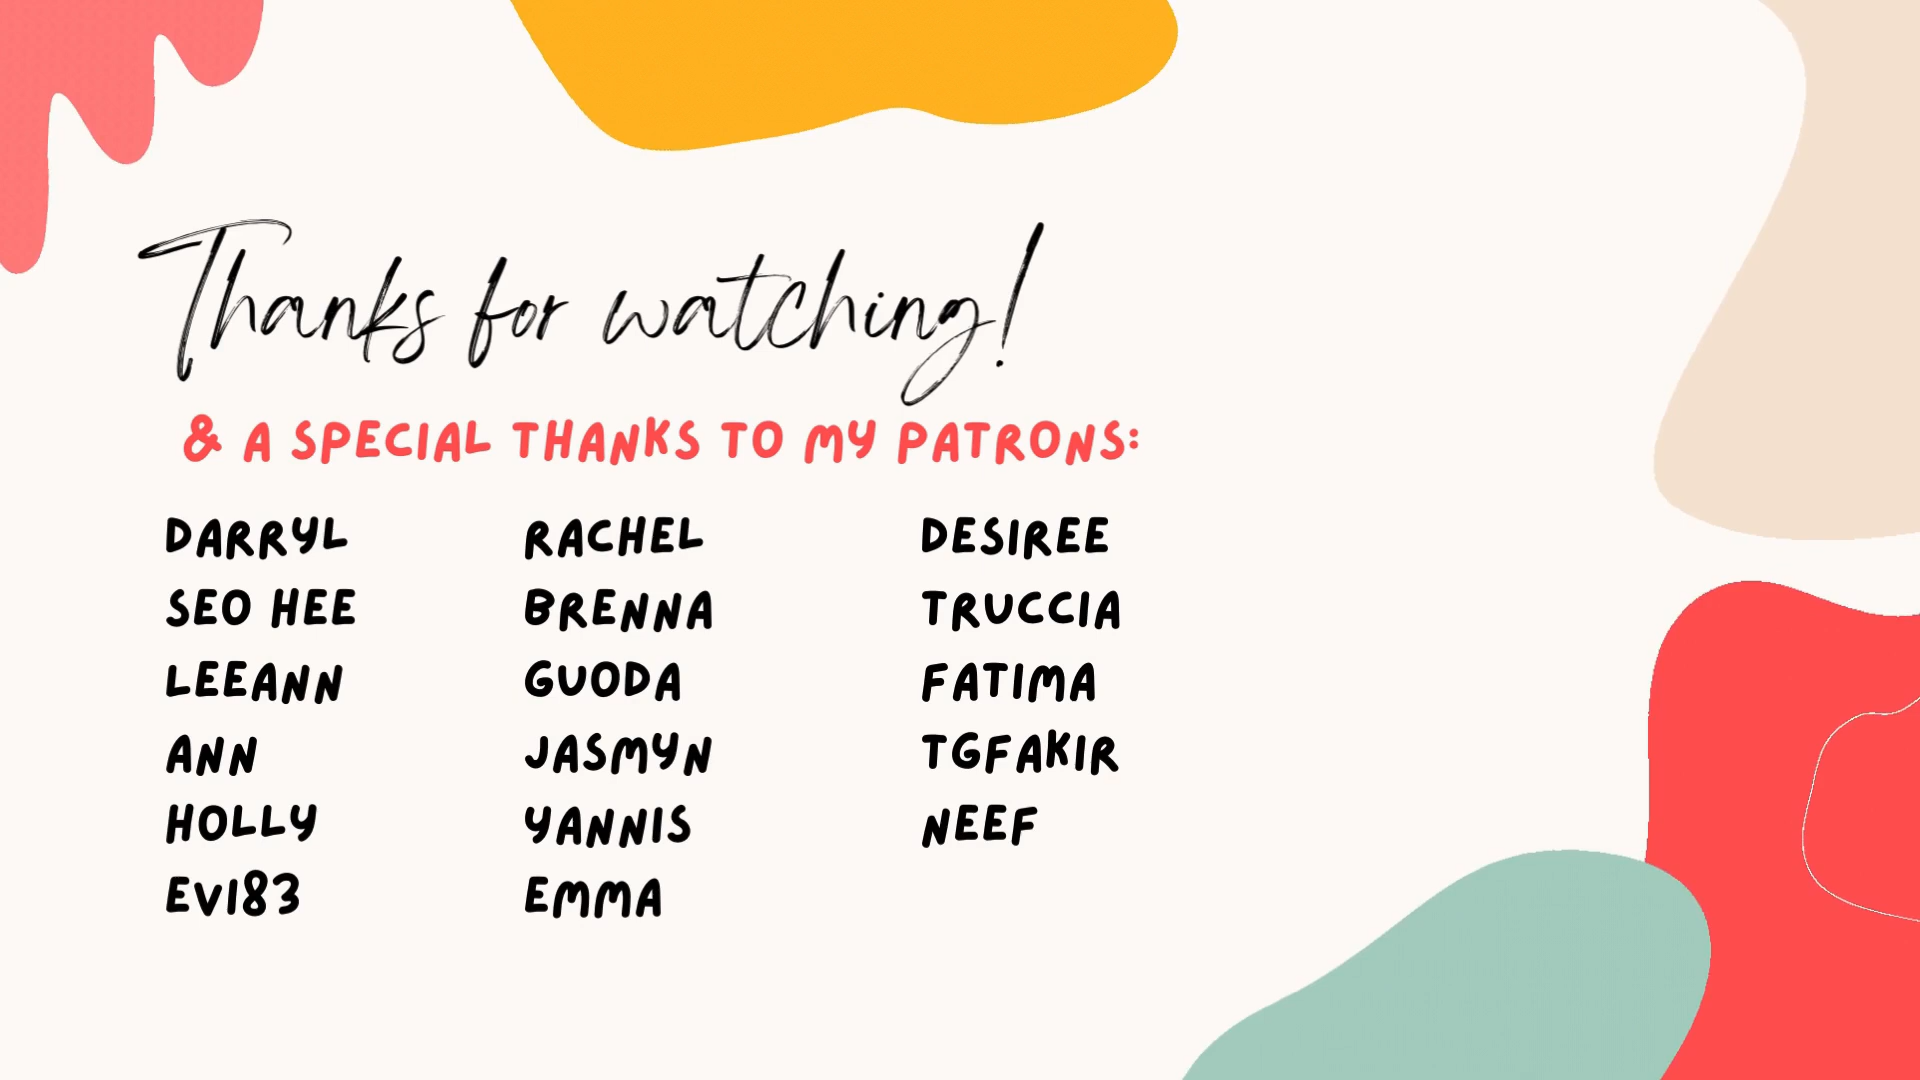 Thanks for watching!
& A SPECIAL THANKS TO MY PATRONS:
DARRYL
SEO HEE
LEEANN
ANN
HOLLY
EV183
RACHEL
BRENNA
GUODA
JASMYN
YANNIS
EMMA
DESIREE
TRUCCIA
FATIMA
TGFAKIR
NEEF